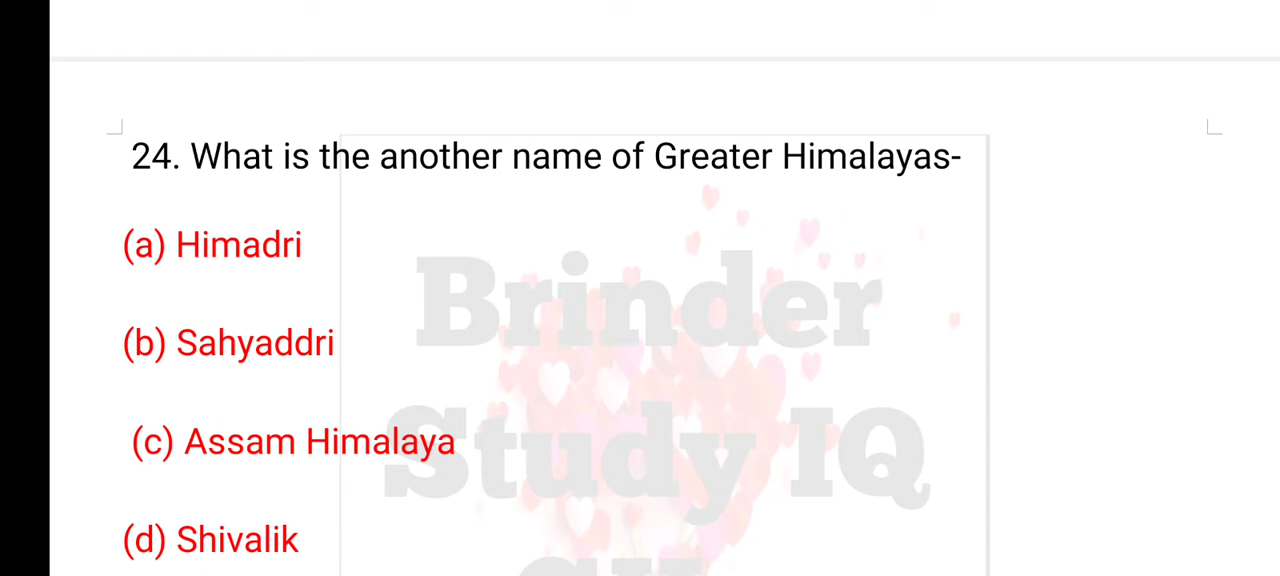 24. What is the another name of Greater Himalayas-
(a) Himadri
Brinder
(b) Sahyaddri
(c) Assam Himalaya
Study IQ
(d) Shivalik